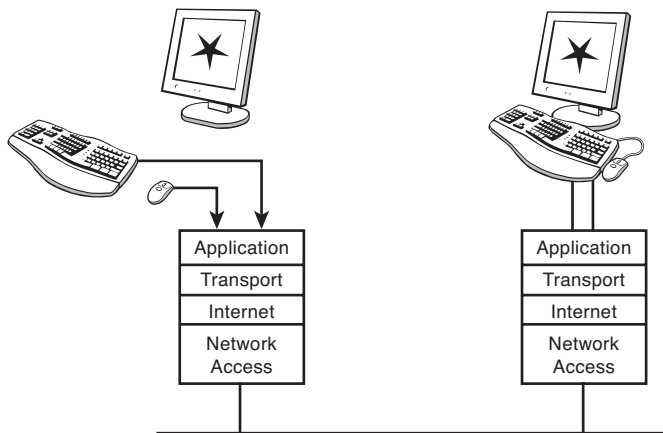 Application
Transport
Internet
Network
Access
Application
Transport
Internet
Network
Access